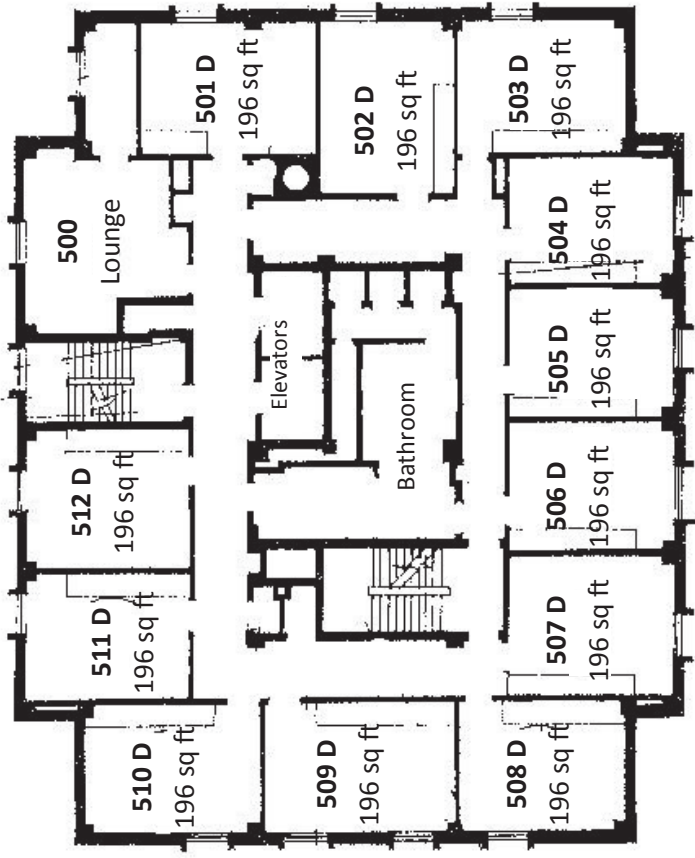 500
Lounge
501 D
196 sq ft
502 D
196 sq ft
503 D
196 sq ft
504 D
196 sq ft
505 D
196 sq ft
506 D
196 sq ft
507 D
196 sq ft
508 D
196 sq ft
509 D
196 sq ft
510 D
196 sq ft
511 D
196 sq ft
512 D
196 sq ft
Elevators
Bathroom